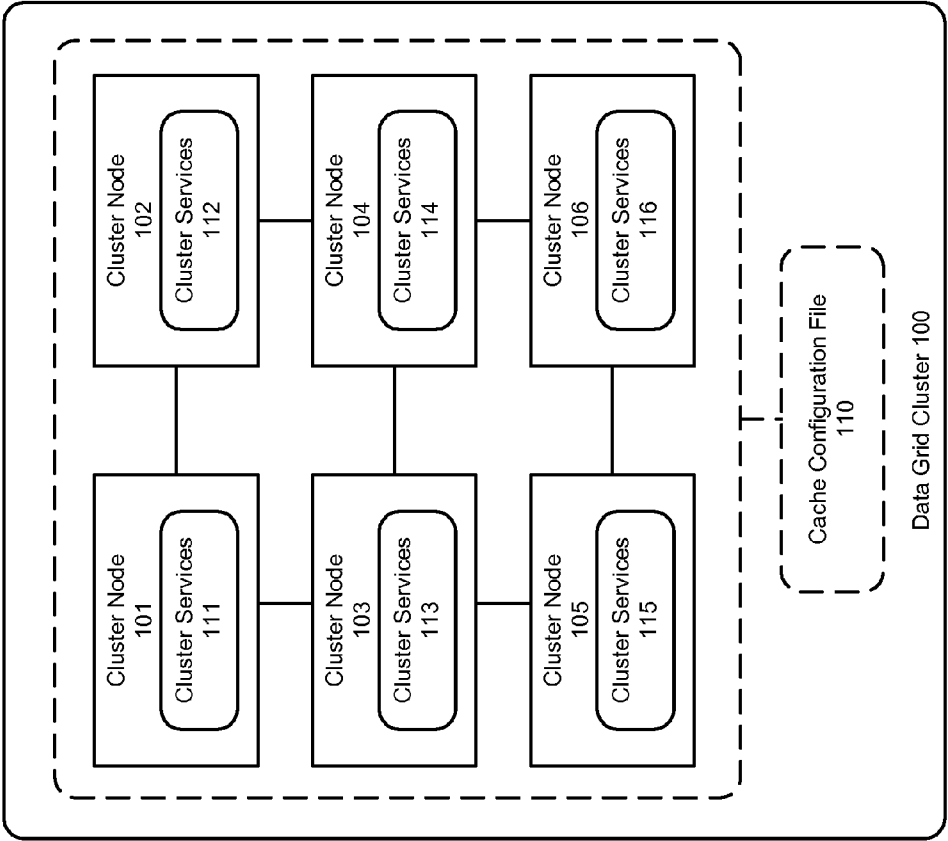 Cluster Node
101
Cluster Services
111
Cluster Node
102
Cluster Services
112
Cluster Node
103
Cluster Services
113
Cluster Node
104
Cluster Services
114
Cluster Node
105
Cluster Services
115
Cluster Node
106
Cluster Services
116
Cache Configuration File
110
Data Grid Cluster 100